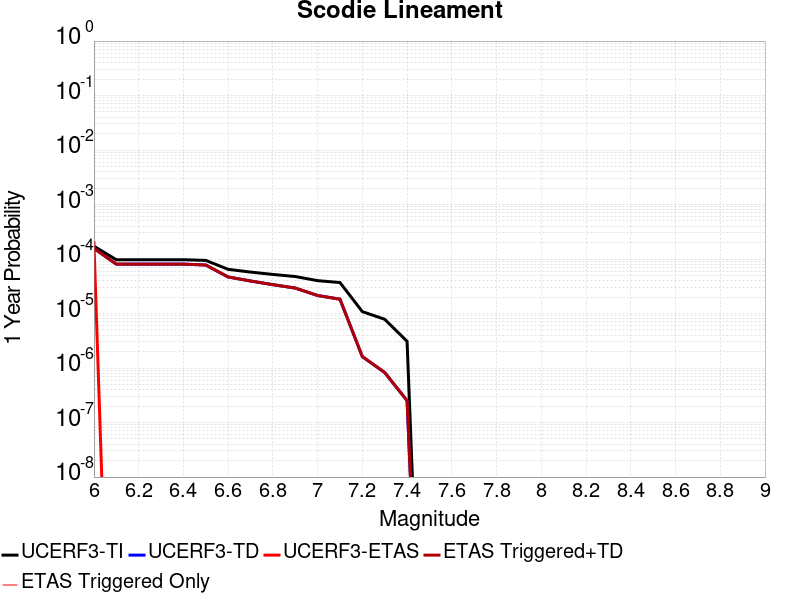 Scodie Lineament
10^0
10^-1
10^-2
10^-3
10^-4
10^-5
10^-6
10^-7
10^-8
1 Year Probability
6 6.2 6.4 6.6 6.8 7 7.2 7.4 7.6 7.8 8 8.2 8.4 8.6 8.8 9
Magnitude
UCERF3-TI UCERF3-TD UCERF3-ETAS ETAS Triggered+TD
ETAS Triggered Only